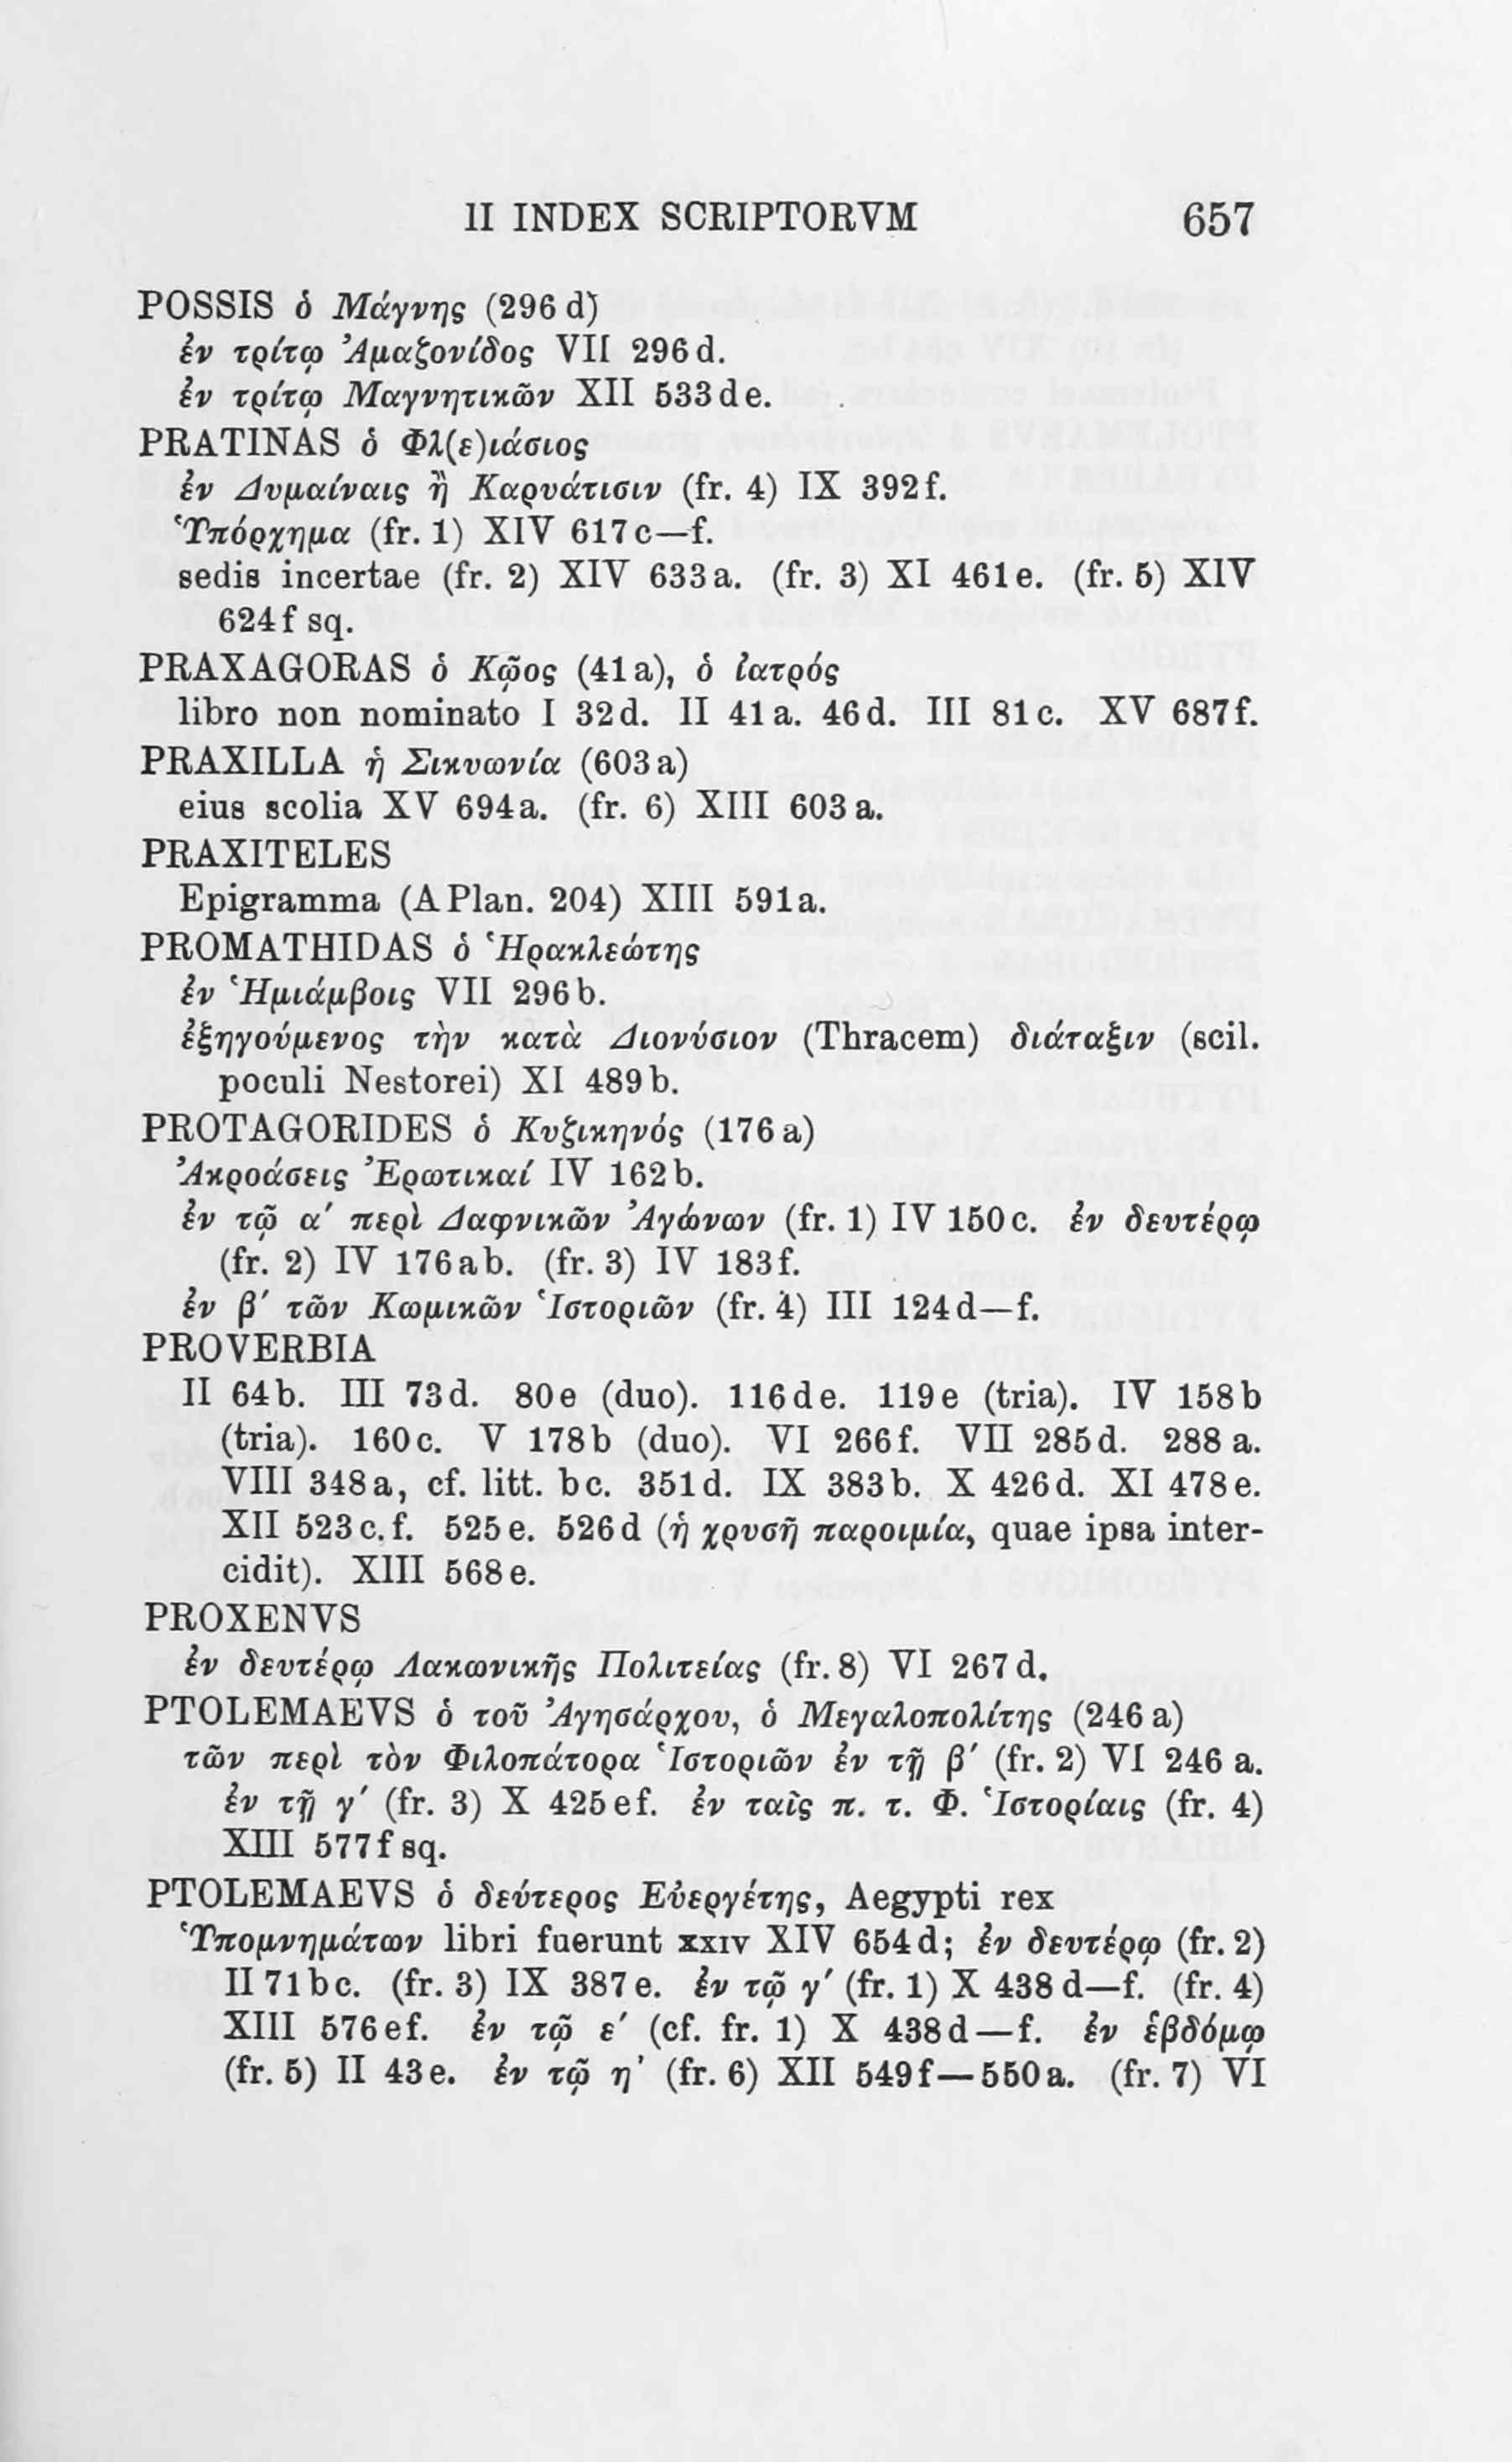 II INDEX SCRIPTORVM 657
POSSIS ὁ Μάγνης (296 d)
ἐν τρίτῳ Ἀμαζονίδος VII 296 d.
ἐν τρίτῳ Μαγνητικῶν XII 533 d e.
PRATINAS ὁ Φλ(ε)ιάσιος
ἐν Δυμαίναις ἢ Καρυάτισιν (fr. 4) IX 392 f.
Ὑπόρχημα (fr. 1) XIV 617 c—f.
sedis incertae (fr. 2) XIV 633 a. (fr. 3) XI 461 e. (fr. 5) XIV
624 f sq.
PRAXAGORAS ὁ Κῷος (41 a), ὁ ἰατρός
libro non nominato I 32 d. II 41 a. 46 d. III 81 c. XV 687 f.
PRAXILLA ἡ Σικυωνία (603 a)
eius scolia XV 694 a. (fr. 6) XIII 603 a.
PRAXITELES
Epigramma (A Plan. 204) XIII 591 a.
PROMATHIDAS ὁ Ἡρακλεώτης
ἐν Ἡμιάμβοις VII 296 b.
ἐξηγούμενος τὴν κατὰ Διονύσιον (Thracem) διάταξιν (scil.
poculi Nestorei) XI 489 b.
PROTAGORIDES ὁ Κυζικηνός (176 a)
Ἀκροάσεις Ἐρωτικαί IV 162 b.
ἐν τῷ α′ περὶ Δαφνικῶν Ἀγώνων (fr. 1) IV 150 c. ἐν δευτέρῳ
(fr. 2) IV 176 a b. (fr. 3) IV 183 f.
ἐν β′ τῶν Κωμικῶν Ἱστοριῶν (fr. 4) III 124 d—f.
PROVERBIA
II 64 b. III 73 d. 80 e (duo). 116 d e. 119 e (tria). IV 158 b
(tria). 160 c. V 178 b (duo). VI 266 f. VII 285 d. 288 a.
VIII 348 a, cf. litt. b c. 351 d. IX 383 b. X 426 d. XI 478 e.
XII 523 c. f. 525 e. 526 d (ἡ χρυσῆ παροιμία, quae ipsa inter-
cidit). XIII 568 e.
PROXENVS
ἐν δευτέρῳ Λακωνικῆς Πολιτείας (fr. 8) VI 267 d.
PTOLEMAEVS ὁ τοῦ Ἀγησάρχου, ὁ Μεγαλοπολίτης (246 a)
τῶν περὶ τὸν Φιλοπάτορα Ἱστοριῶν ἐν τῇ β′ (fr. 2) VI 246 a.
ἐν τῇ γ′ (fr. 3) X 425 e f. ἐν ταῖς π. τ. Φ. Ἱστορίαις (fr. 4)
XIII 577 f sq.
PTOLEMAEVS ὁ δεύτερος Εὐεργέτης, Aegypti rex
Ὑπομνημάτων libri fuerunt XXIV XIV 654 d; ἐν δευτέρῳ (fr. 2)
II 71 b c. (fr. 3) IX 387 e. ἐν τῷ γ′ (fr. 1) X 438 d—f. (fr. 4)
XIII 576 e f. ἐν τῷ ε′ (cf. fr. 1) X 438 d—f. ἐν ἑβδόμῳ
(fr. 5) II 43 e. ἐν τῷ η′ (fr. 6) XII 549 f—550 a. (fr. 7) VI